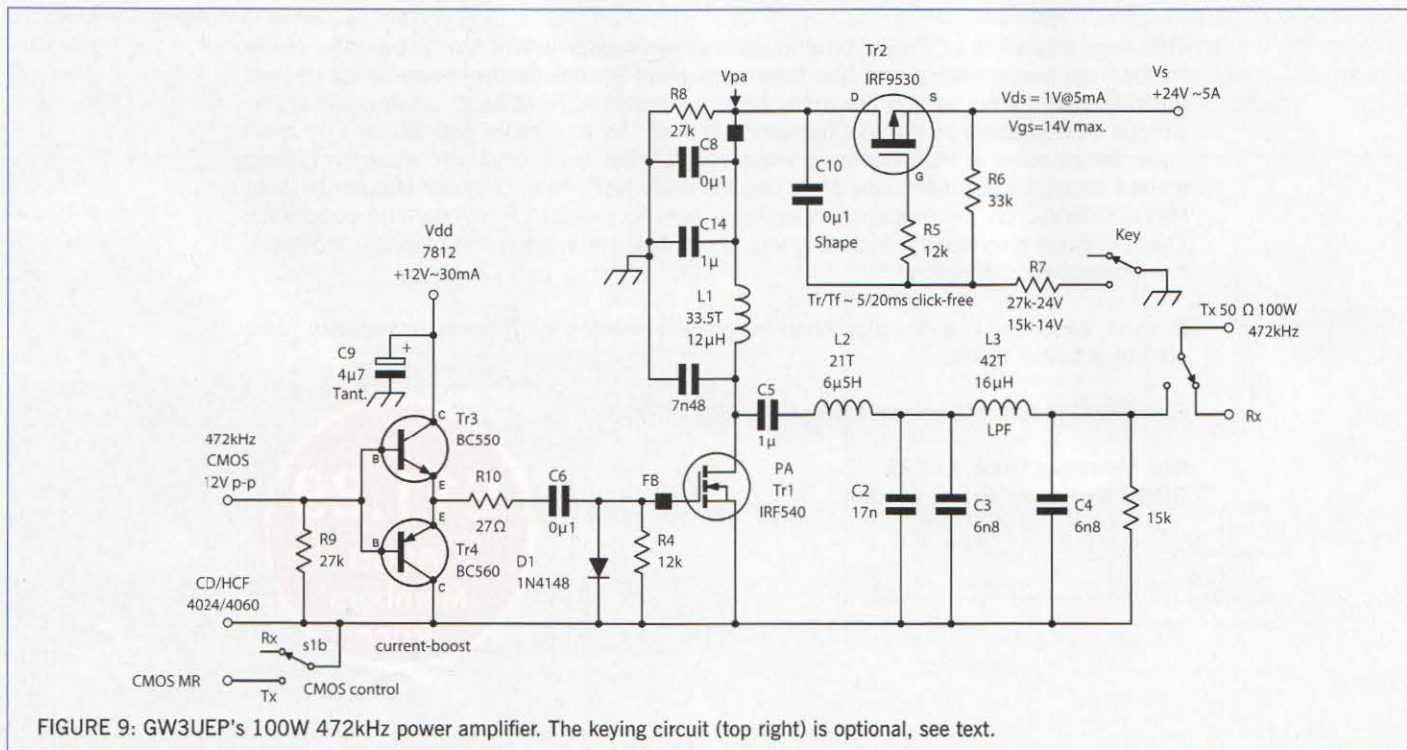 Tr2
IRF9530
Vpa
D
S
G
Vs
+24V ~5A
Vds = 1V@5mA
Vgs=14V max.
R8
27k
C8
0µ1
C10
0µ1
Shape
R6
33k
R5
12k
C14
1µ
Key
R7
27k-24V
15k-14V
Tr/Tf ~ 5/20ms click-free
Vdd
7812
+12V~30mA
L1
33.5T
12µH
Tx 50 Ω 100W
472kHz
C9
4µ7
Tant.
+
7n48
C5
1µ
L2
21T
6µ5H
L3
42T
16µH
LPF
Rx
472kHz
CMOS
12V p-p
C
Tr3
BC550
B
E
R10
27Ω
C6
0µ1
FB
PA
Tr1
IRF540
C2
17n
C3
6n8
C4
6n8
15k
R9
27k
B
E
Tr4
BC560
C
D1
1N4148
R4
12k
CD/HCF
4024/4060
Rx
s1b
current-boost
CMOS MR
Tx
CMOS control
FIGURE 9: GW3UEP's 100W 472kHz power amplifier. The keying circuit (top right) is optional, see text.